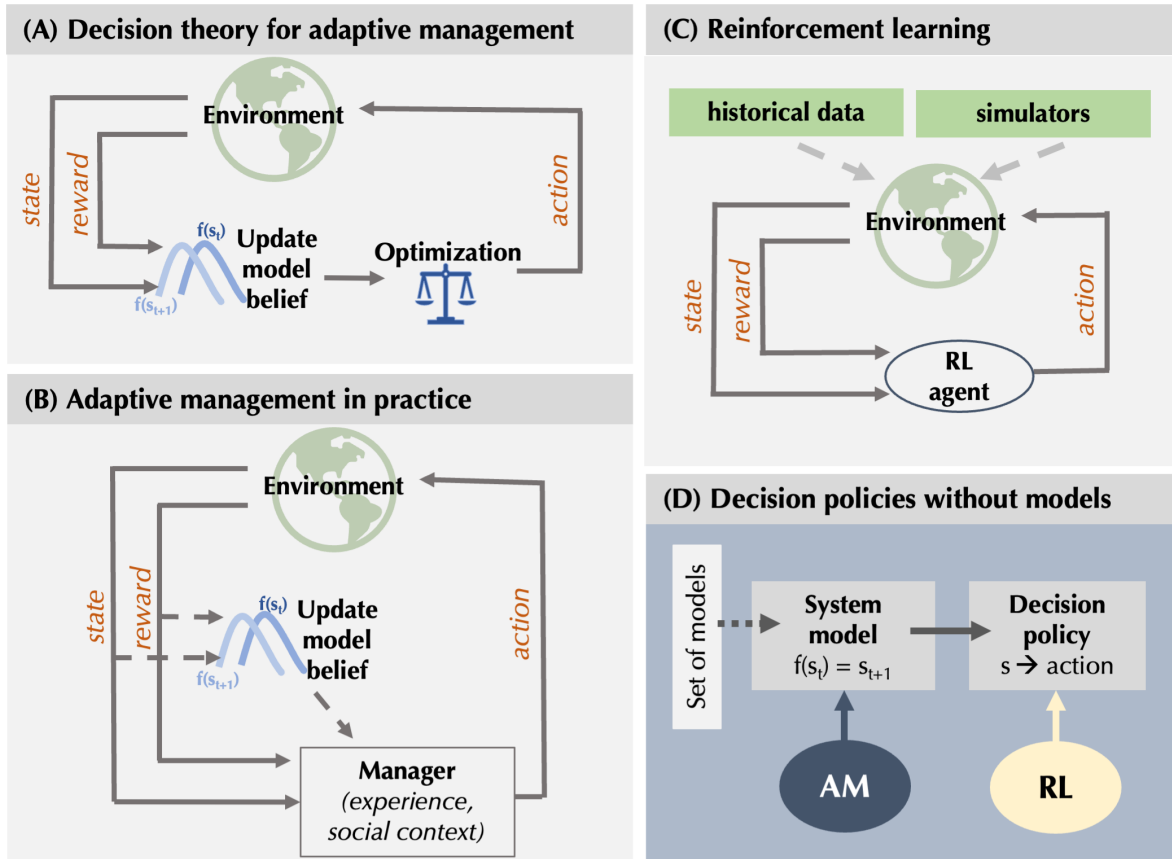 (A) Decision theory for adaptive management
Environment
state
reward
action
f(sₜ)
Update
model
belief
f(sₜ₊₁)
Optimization
(B) Adaptive management in practice
Environment
state
reward
action
f(sₜ)
Update
model
belief
f(sₜ₊₁)
Manager
(experience,
social context)
(C) Reinforcement learning
historical data
simulators
Environment
state
reward
action
RL
agent
(D) Decision policies without models
Set of models
System
model
f(sₜ) = sₜ₊₁
Decision
policy
s → action
AM
RL